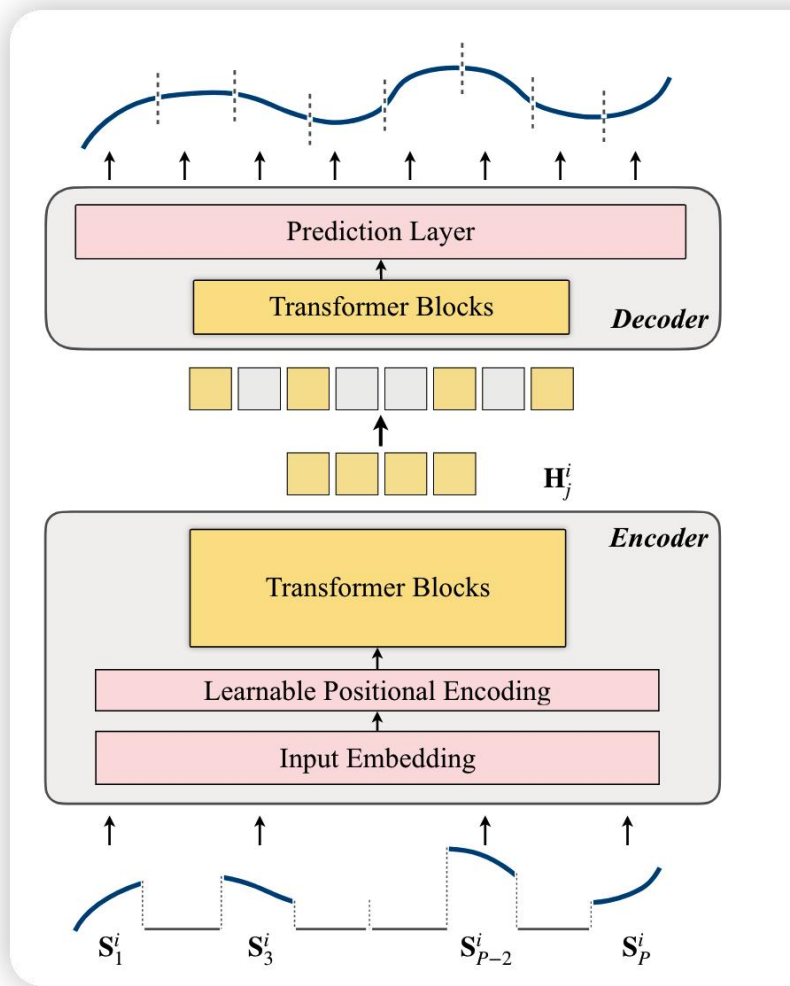 Prediction Layer
Transformer Blocks
Decoder
H^i_j
Encoder
Transformer Blocks
Learnable Positional Encoding
Input Embedding
S^i_1 S^i_3 S^i_{P−2} S^i_P